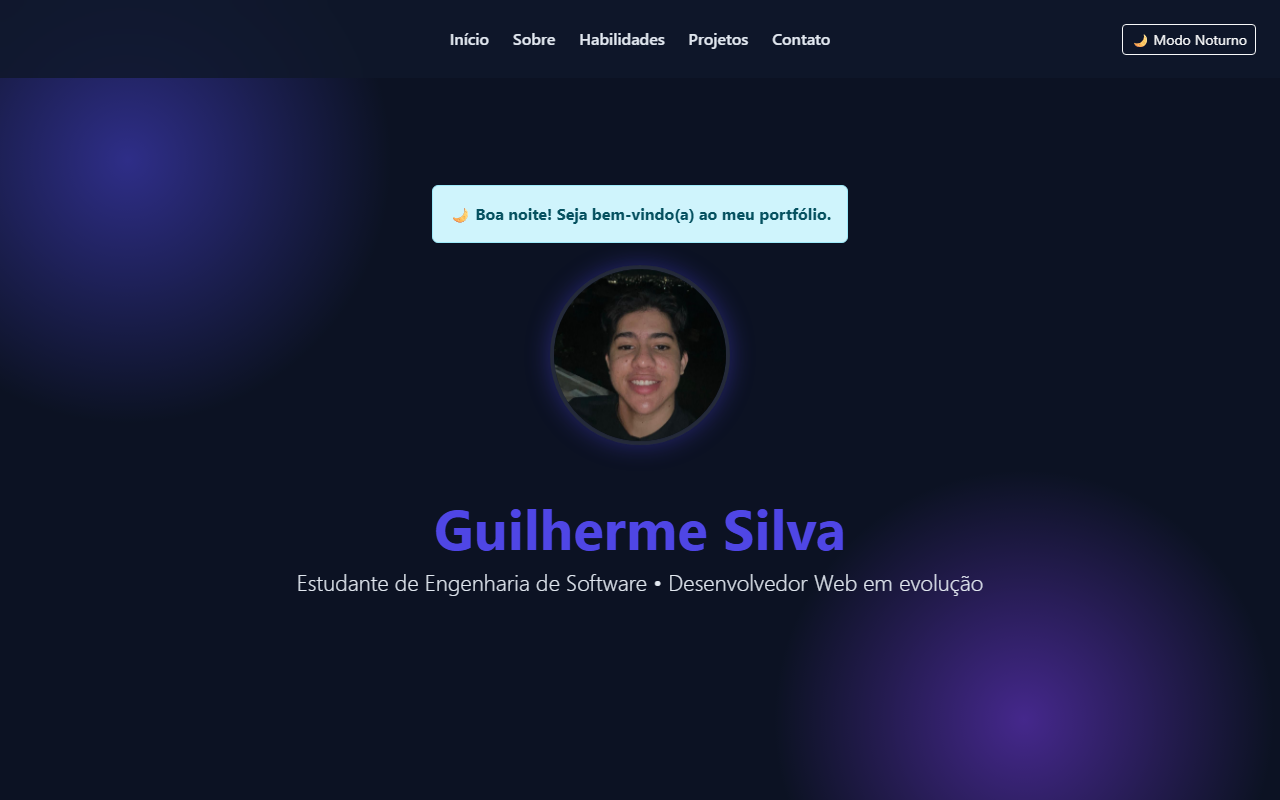 Início Sobre Habilidades Projetos Contato
🌙 Modo Noturno
🌙 Boa noite! Seja bem-vindo(a) ao meu portfólio.
Guilherme Silva
Estudante de Engenharia de Software • Desenvolvedor Web em evolução